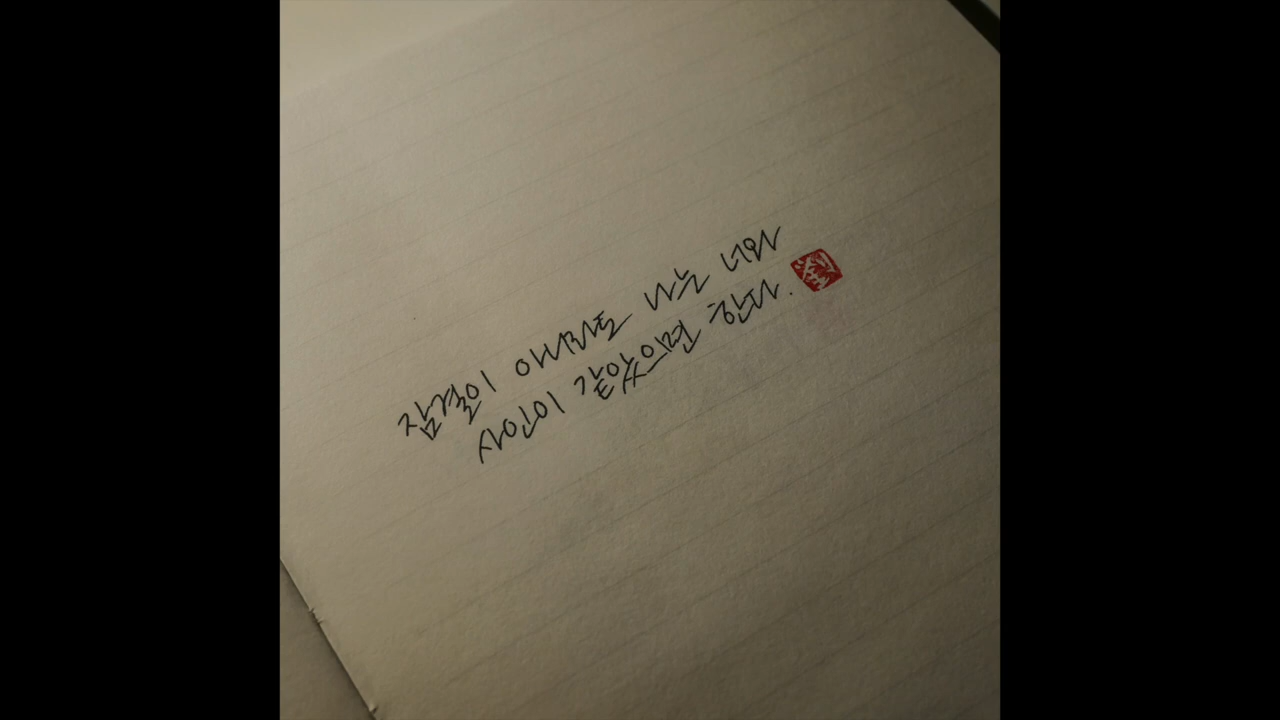 잠결이 아니라도 나는 너와
사인이 같았으면 한다.